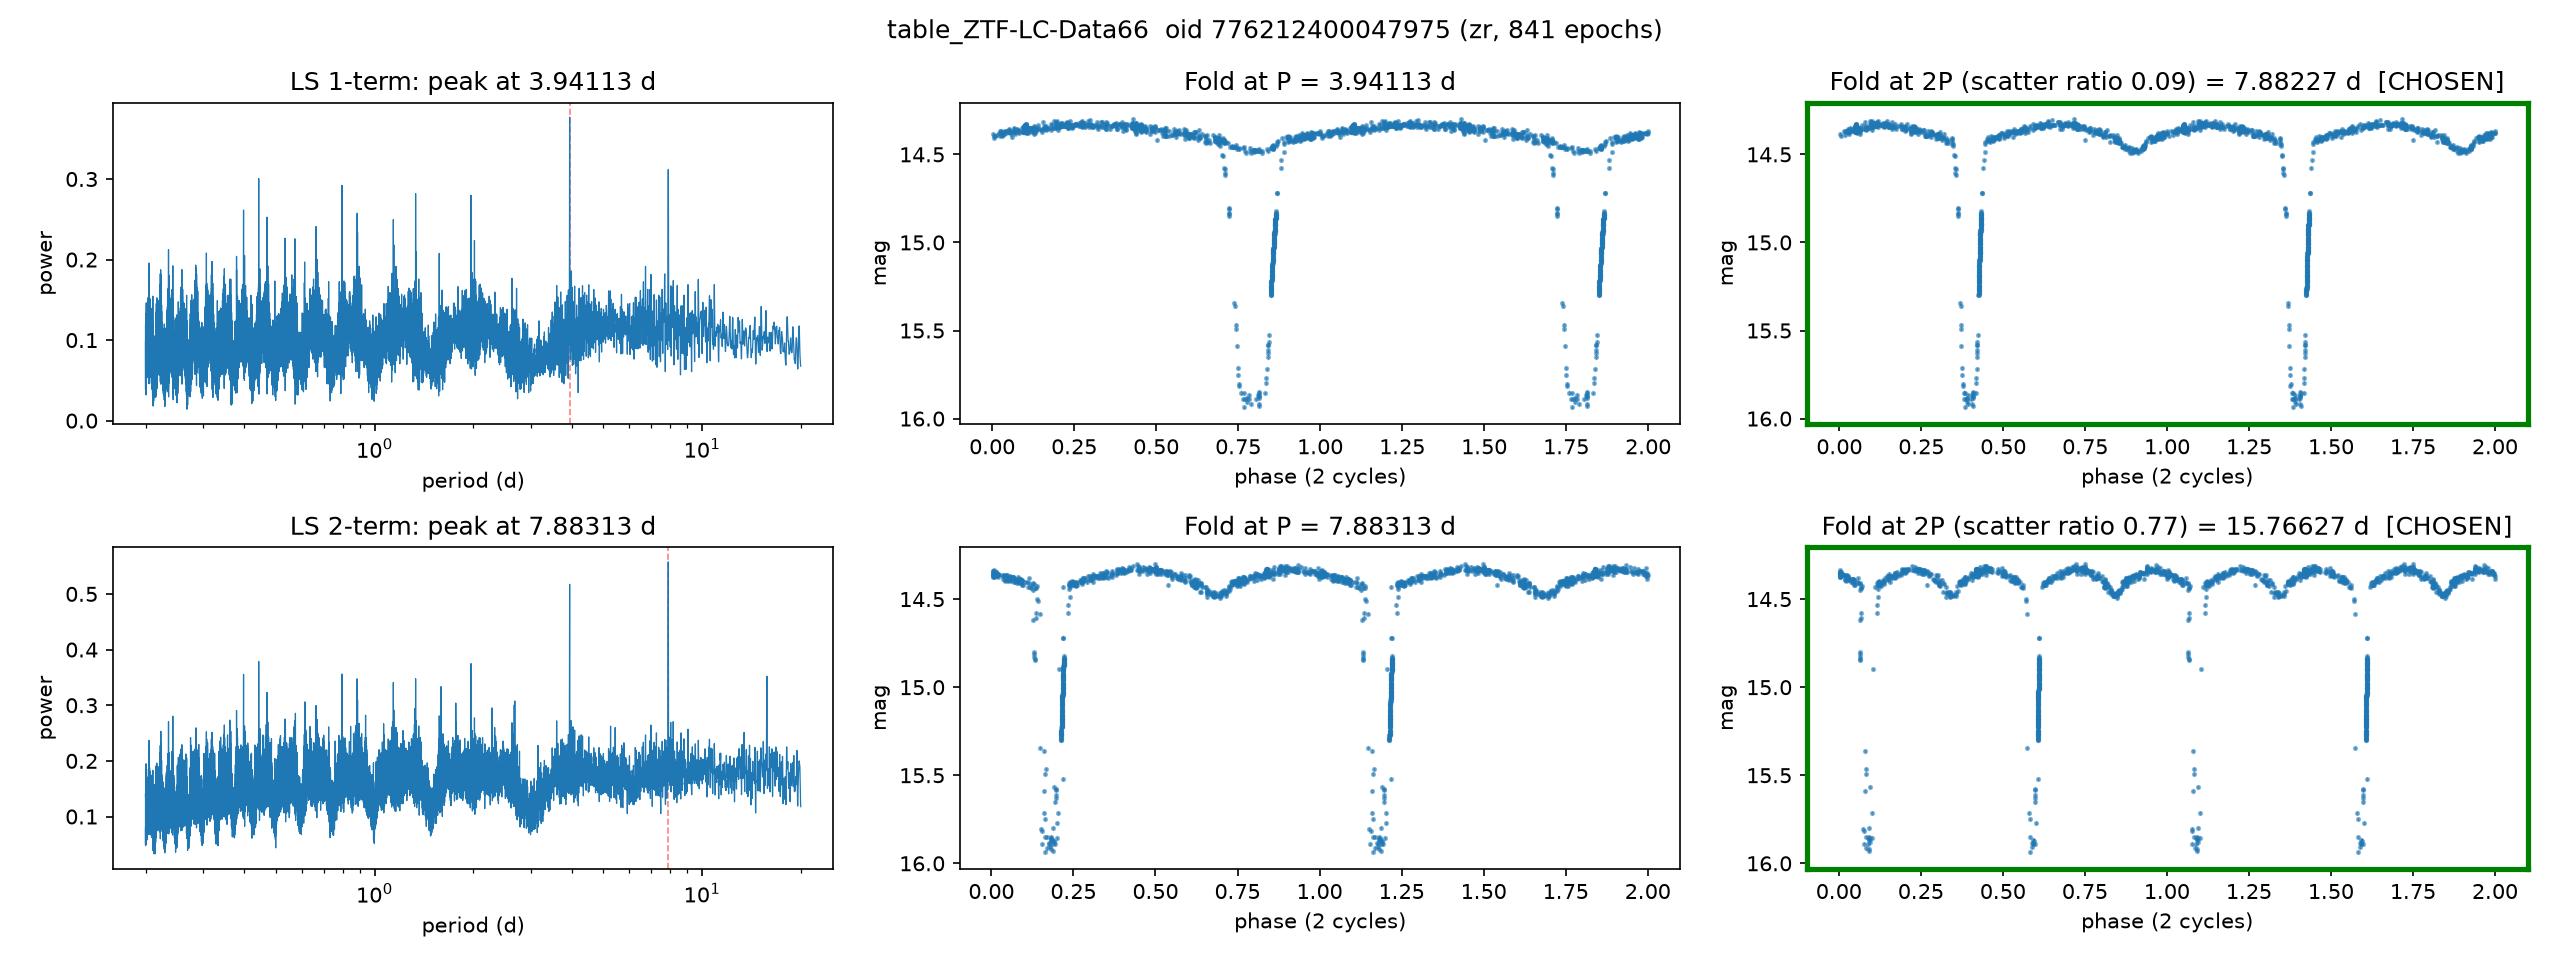 table_ZTF-LC-Data66  oid 776212400047975 (zr, 841 epochs)
LS 1-term: peak at 3.94113 d
power
0.3
0.2
0.1
0.0
10^0
10^1
period (d)
Fold at P = 3.94113 d
mag
14.5
15.0
15.5
16.0
0.00 0.25 0.50 0.75 1.00 1.25 1.50 1.75 2.00
phase (2 cycles)
Fold at 2P (scatter ratio 0.09) = 7.88227 d  [CHOSEN]
mag
14.5
15.0
15.5
16.0
0.00 0.25 0.50 0.75 1.00 1.25 1.50 1.75 2.00
phase (2 cycles)
LS 2-term: peak at 7.88313 d
power
0.5
0.4
0.3
0.2
0.1
10^0
10^1
period (d)
Fold at P = 7.88313 d
mag
14.5
15.0
15.5
16.0
0.00 0.25 0.50 0.75 1.00 1.25 1.50 1.75 2.00
phase (2 cycles)
Fold at 2P (scatter ratio 0.77) = 15.76627 d  [CHOSEN]
mag
14.5
15.0
15.5
16.0
0.00 0.25 0.50 0.75 1.00 1.25 1.50 1.75 2.00
phase (2 cycles)